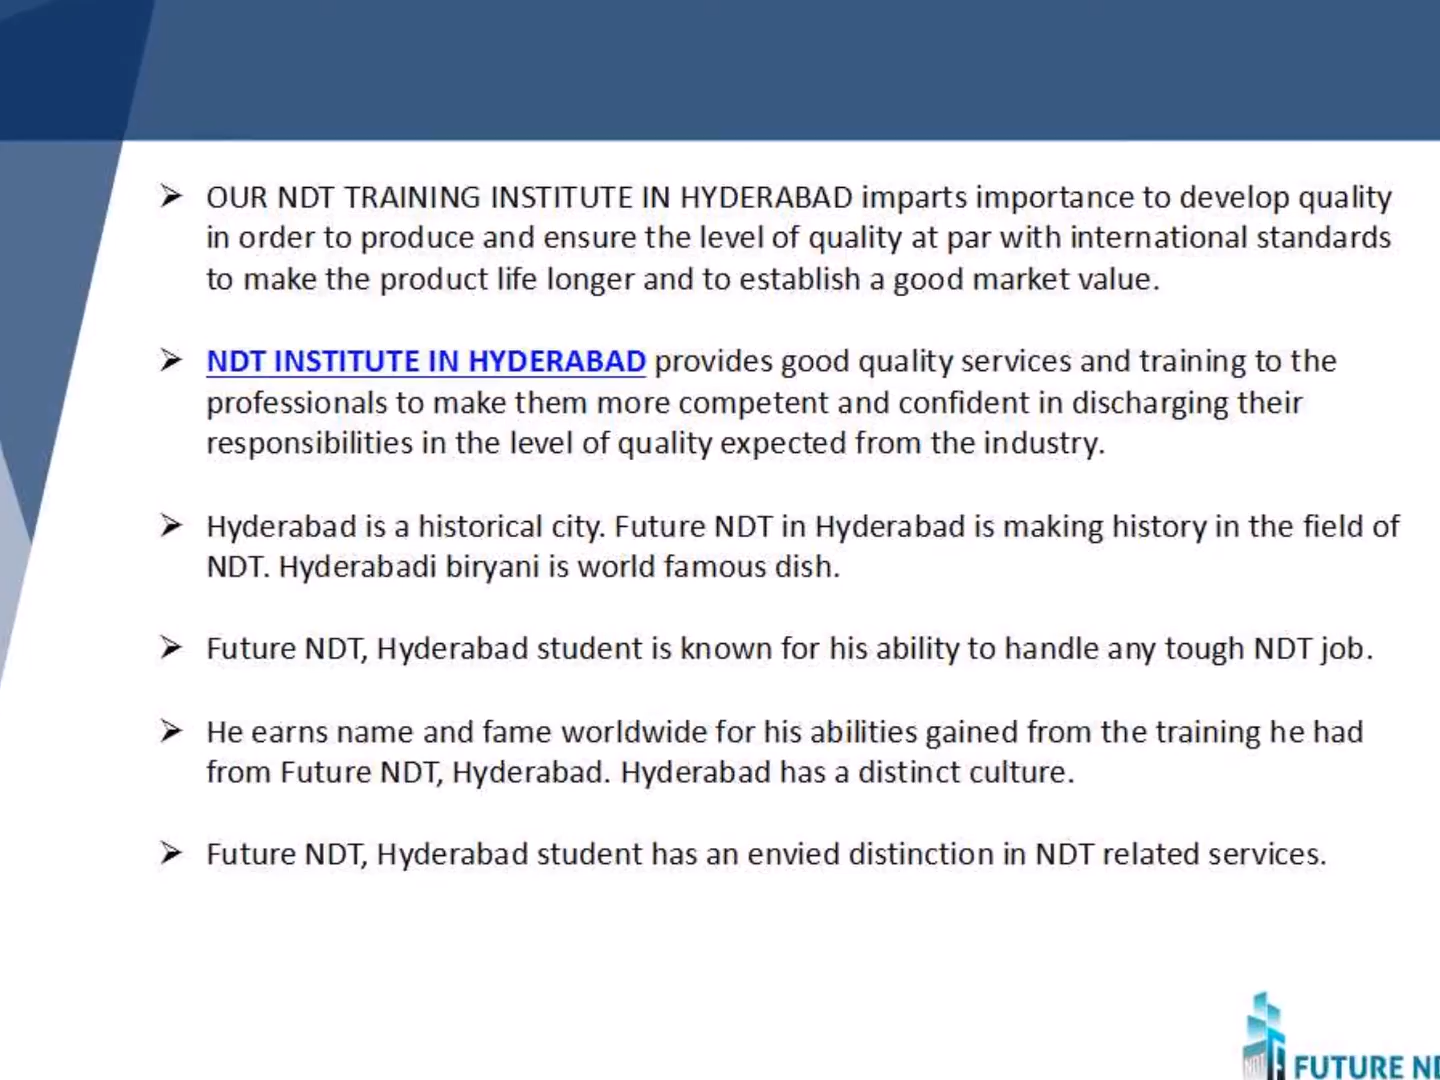 OUR NDT TRAINING INSTITUTE IN HYDERABAD imparts importance to develop quality
in order to produce and ensure the level of quality at par with international standards
to make the product life longer and to establish a good market value.
NDT INSTITUTE IN HYDERABAD provides good quality services and training to the
professionals to make them more competent and confident in discharging their
responsibilities in the level of quality expected from the industry.
Hyderabad is a historical city. Future NDT in Hyderabad is making history in the field of
NDT. Hyderabadi biryani is world famous dish.
Future NDT, Hyderabad student is known for his ability to handle any tough NDT job.
He earns name and fame worldwide for his abilities gained from the training he had
from Future NDT, Hyderabad. Hyderabad has a distinct culture.
Future NDT, Hyderabad student has an envied distinction in NDT related services.
NDT
FUTURE